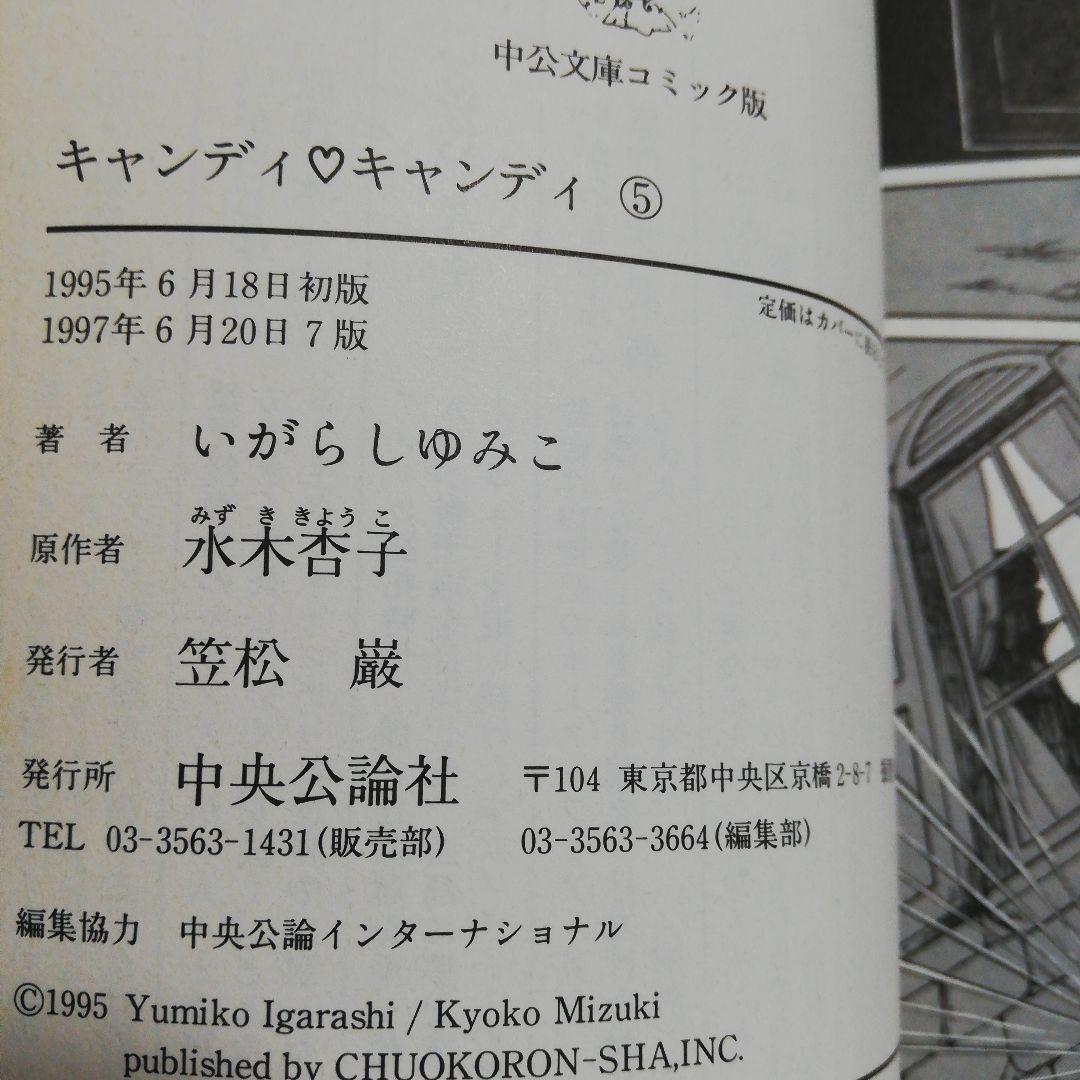 中公文庫コミック版
キャンディ♡キャンディ ⑤
1995年6月18日初版
1997年6月20日7版
定価はカバーに
著者 いがらしゆみこ
みずききようこ
原作者 水木杏子
発行者 笠松 巌
発行所 中央公論社 〒104 東京都中央区京橋2-8-7
TEL 03-3563-1431(販売部) 03-3563-3664(編集部)
編集協力 中央公論インターナショナル
©1995 Yumiko Igarashi / Kyoko Mizuki
published by CHUOKORON-SHA,INC.